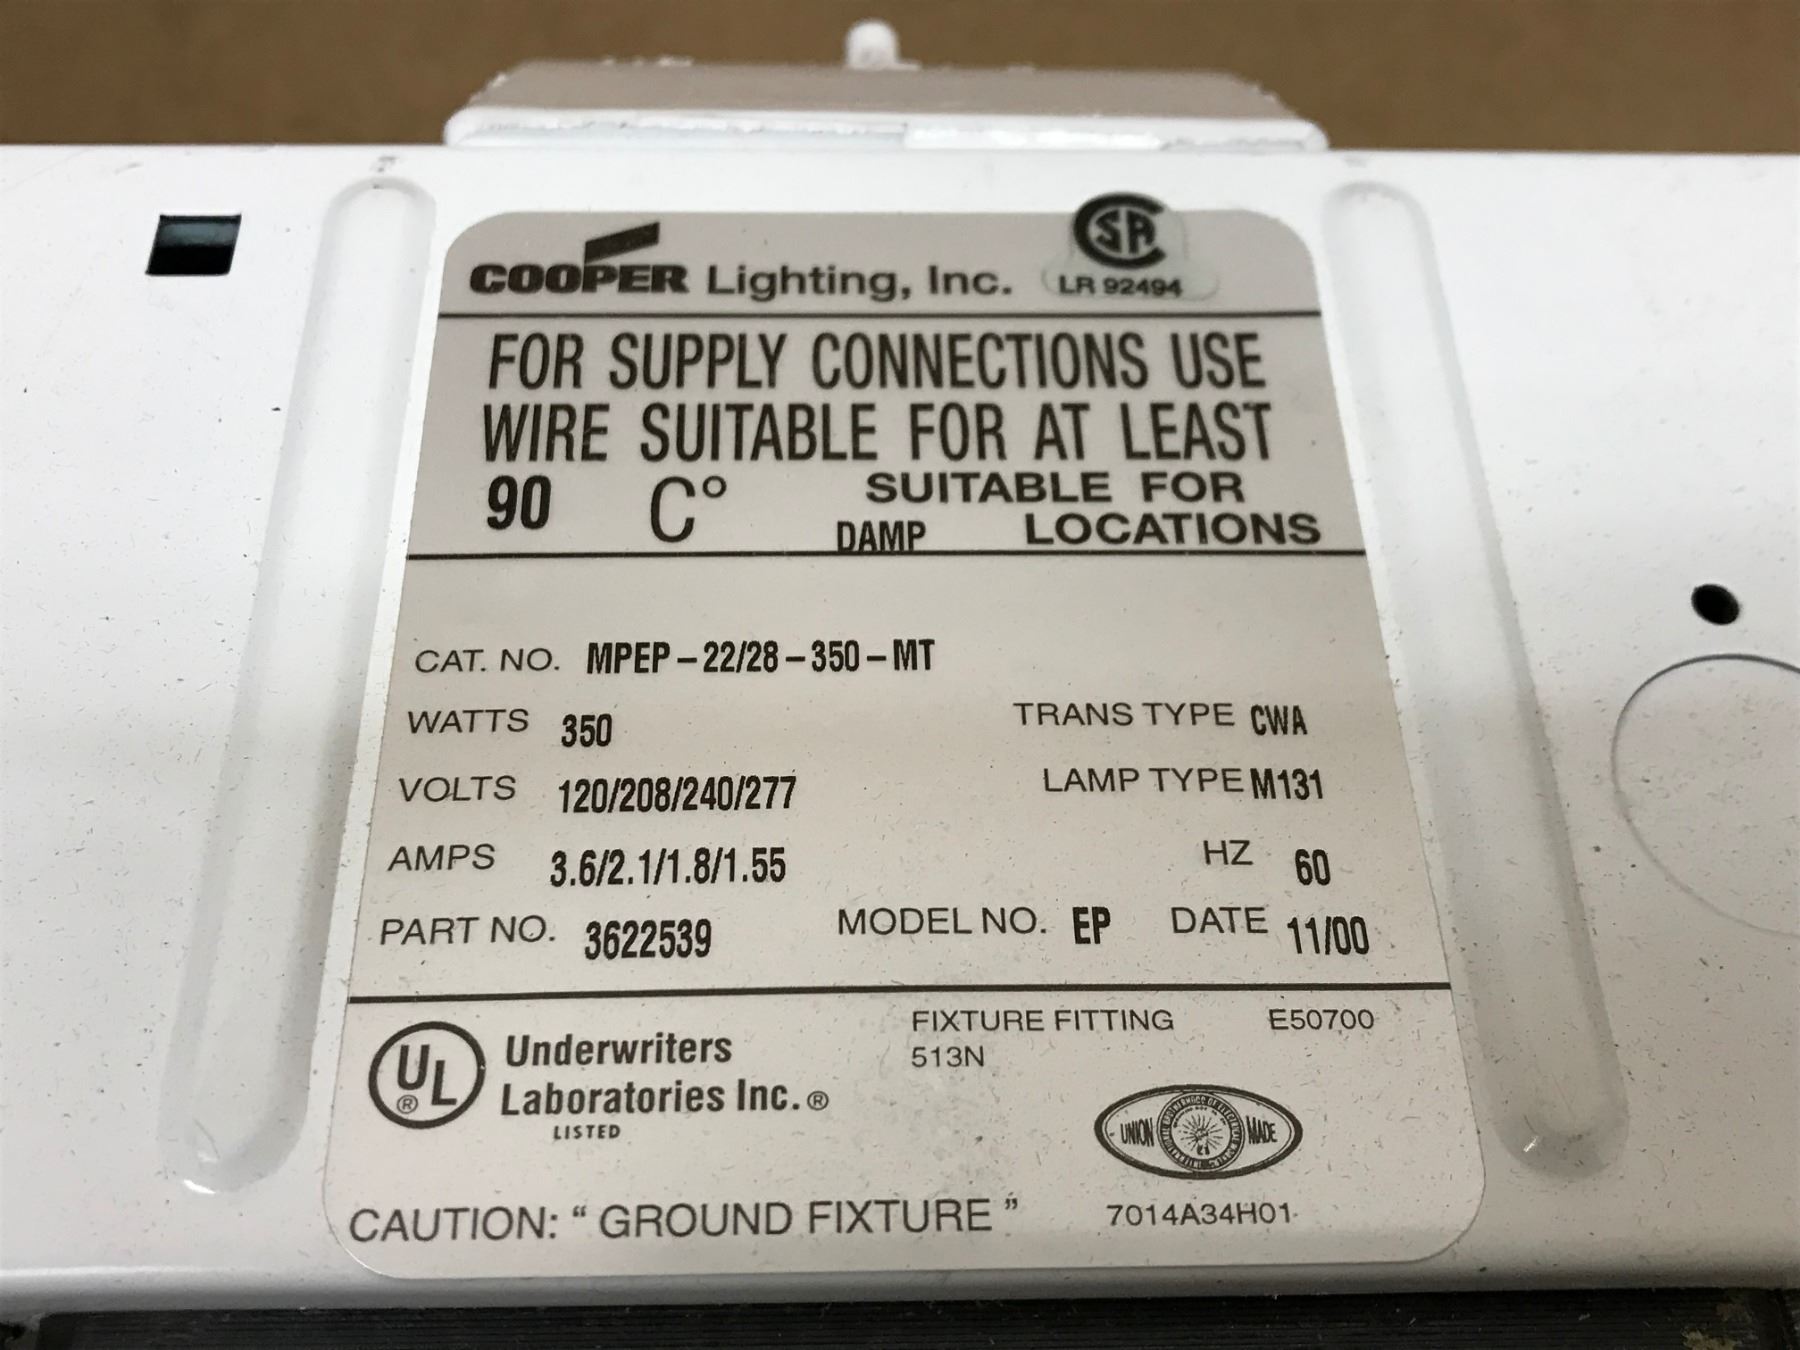 COOPER Lighting, Inc.
CSA
LR 92494
FOR SUPPLY CONNECTIONS USE
WIRE SUITABLE FOR AT LEAST
90 C° SUITABLE FOR
DAMP LOCATIONS
CAT. NO. MPEP-22/28-350-MT
WATTS 350 TRANS TYPE CWA
VOLTS 120/208/240/277 LAMP TYPE M131
AMPS 3.6/2.1/1.8/1.55 HZ 60
PART NO. 3622539 MODEL NO. EP DATE 11/00
UL ®
Underwriters
Laboratories Inc.®
LISTED
FIXTURE FITTING E50700
513N
UNION MADE
CAUTION: “ GROUND FIXTURE ” 7014A34H01